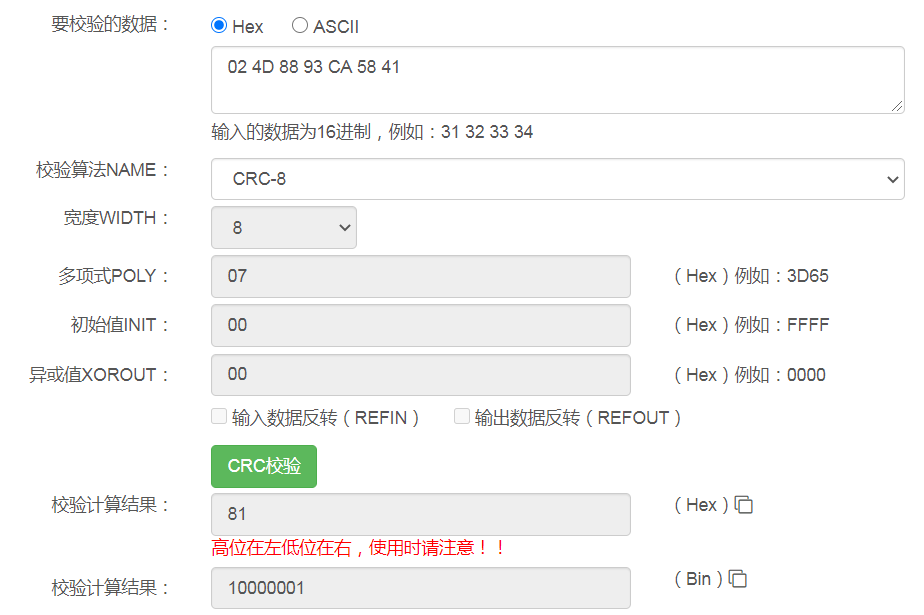 要校验的数据： Hex ASCII
02 4D 88 93 CA 58 41
输入的数据为16进制，例如：31 32 33 34
校验算法NAME： CRC-8
宽度WIDTH： 8
多项式POLY： 07 （Hex）例如：3D65
初始值INIT： 00 （Hex）例如：FFFF
异或值XOROUT： 00 （Hex）例如：0000
输入数据反转（REFIN） 输出数据反转（REFOUT）
CRC校验
校验计算结果： 81 （Hex）
高位在左低位在右，使用时请注意！！
校验计算结果： 10000001 （Bin）